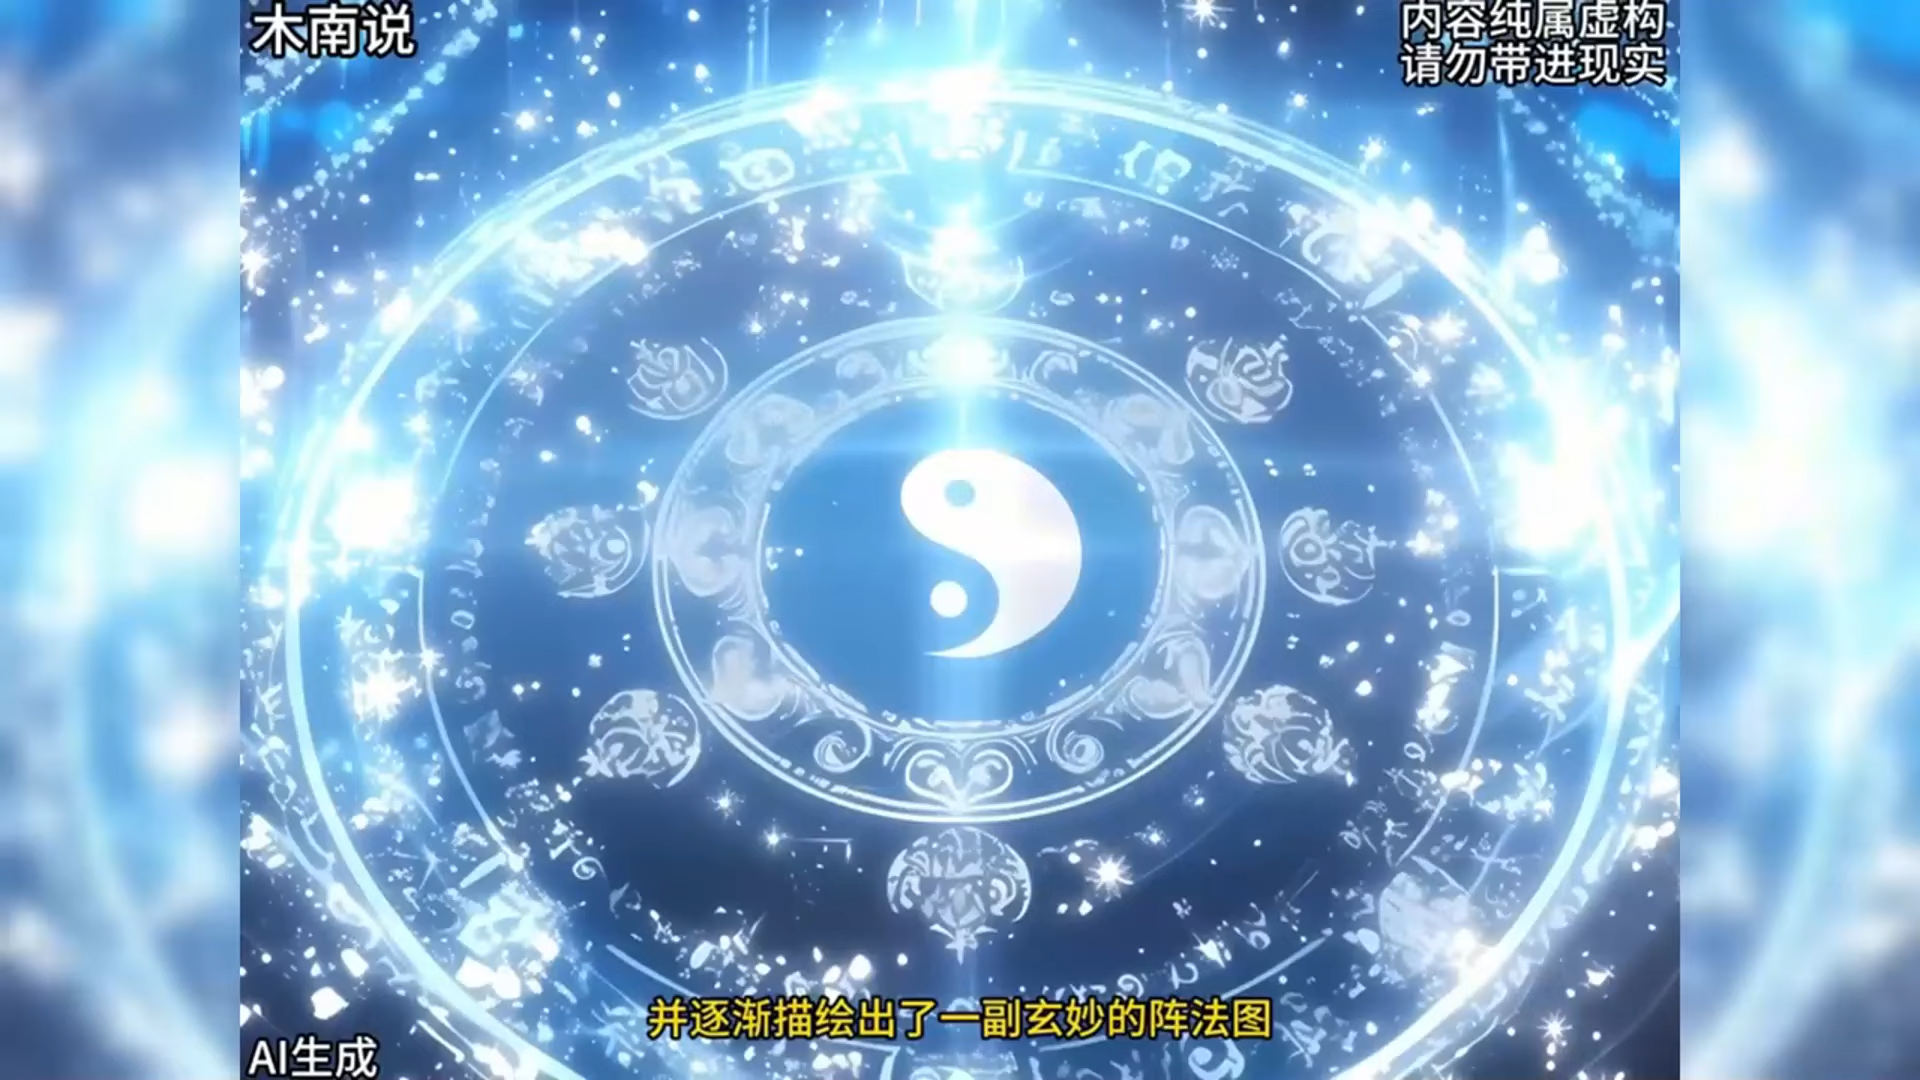 木南说
内容纯属虚构
请勿带进现实
并逐渐描绘出了一副玄妙的阵法图
AI生成